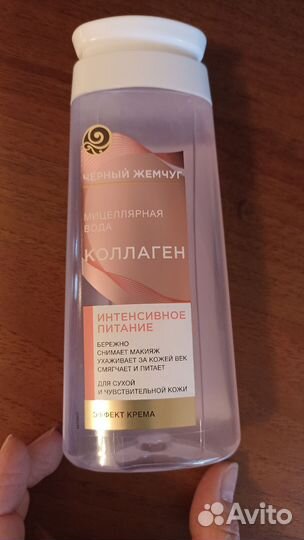 ЧЕРНЫЙ ЖЕМЧУГ
МИЦЕЛЛЯРНАЯ
ВОДА
КОЛЛАГЕН
ИНТЕНСИВНОЕ
ПИТАНИЕ
БЕРЕЖНО
СНИМАЕТ МАКИЯЖ
УХАЖИВАЕТ ЗА КОЖЕЙ ВЕК
СМЯГЧАЕТ И ПИТАЕТ
ДЛЯ СУХОЙ
И ЧУВСТВИТЕЛЬНОЙ КОЖИ
ЭФФЕКТ КРЕМА
Avito